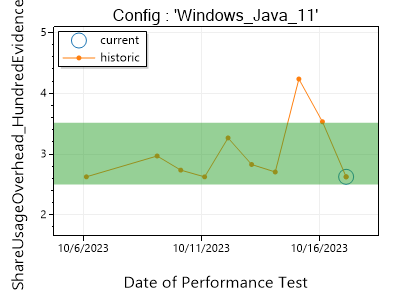 Config : 'Windows_Java_11'
current
historic
ShareUsageOverhead_HundredEvidence
5
4
3
2
10/6/2023
10/11/2023
10/16/2023
Date of Performance Test